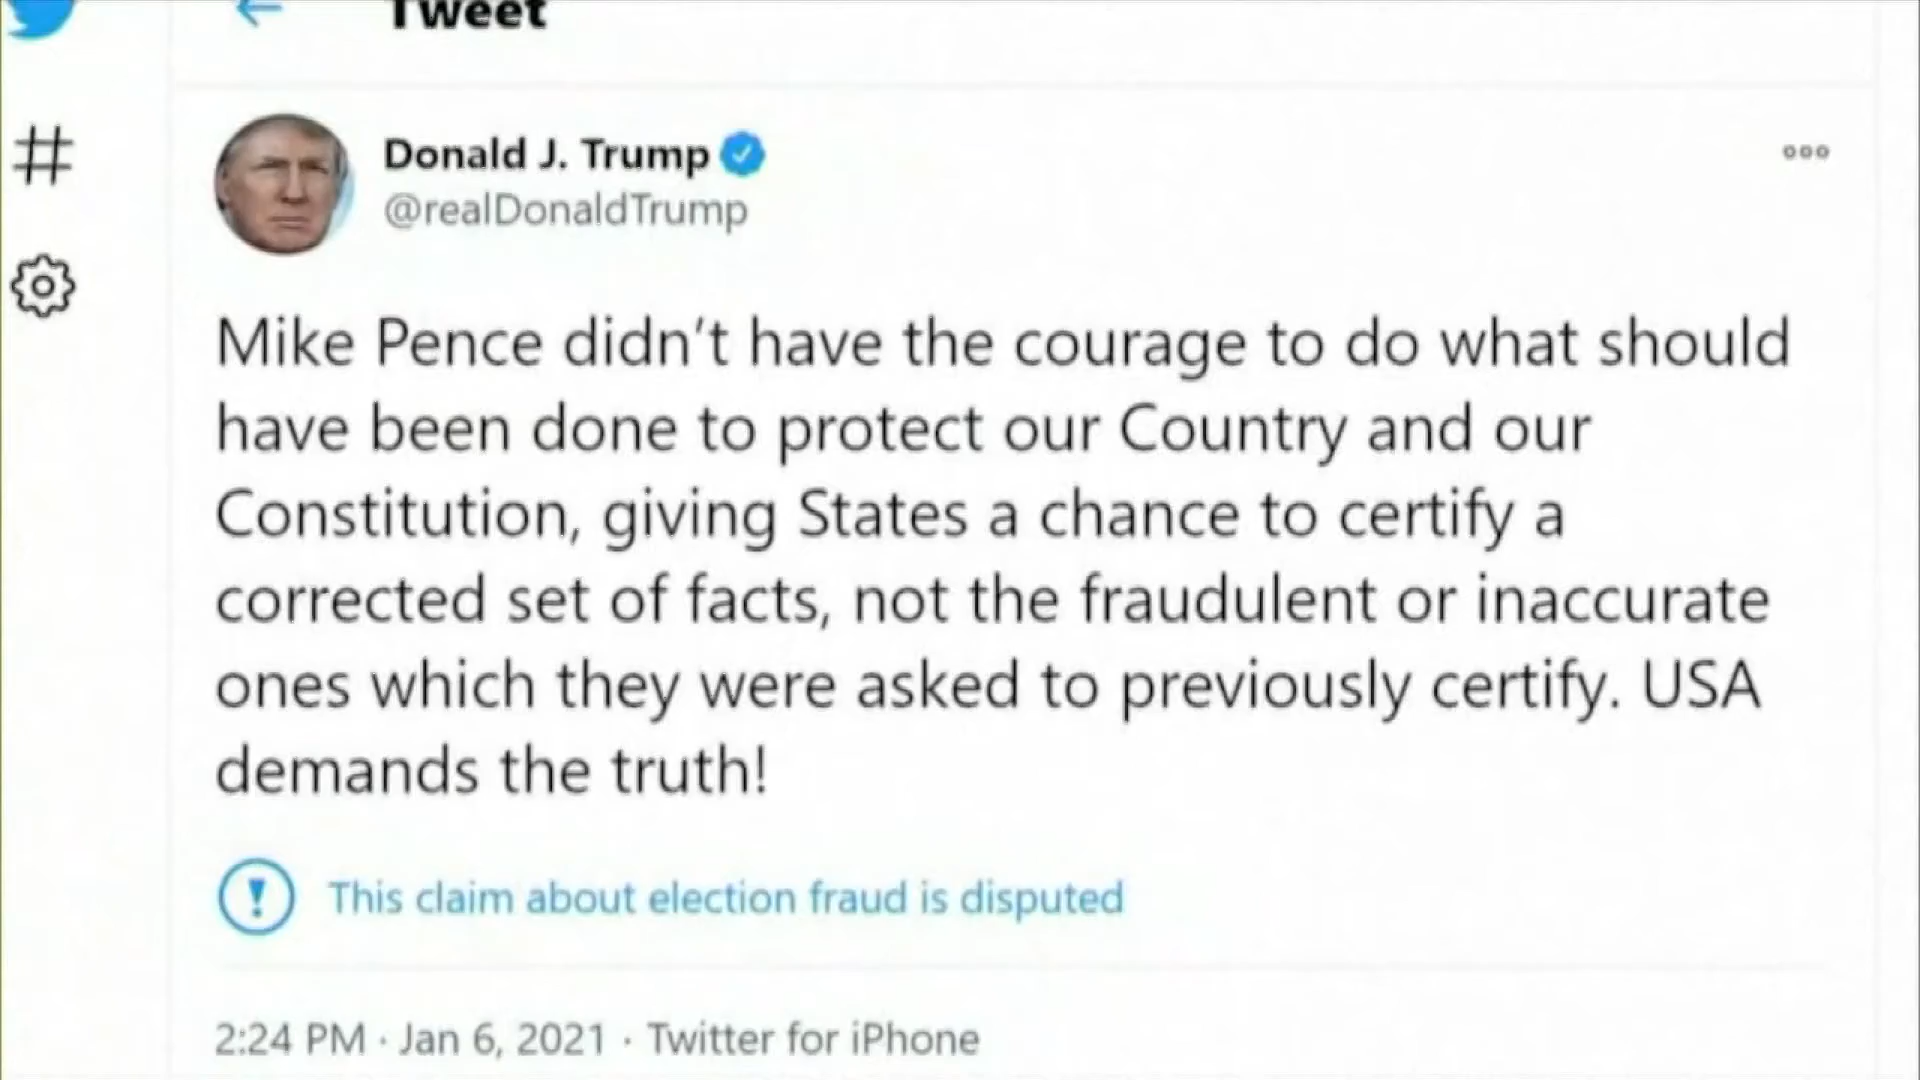 Tweet
Donald J. Trump
@realDonaldTrump
Mike Pence didn’t have the courage to do what should
have been done to protect our Country and our
Constitution, giving States a chance to certify a
corrected set of facts, not the fraudulent or inaccurate
ones which they were asked to previously certify. USA
demands the truth!
This claim about election fraud is disputed
2:24 PM · Jan 6, 2021 · Twitter for iPhone